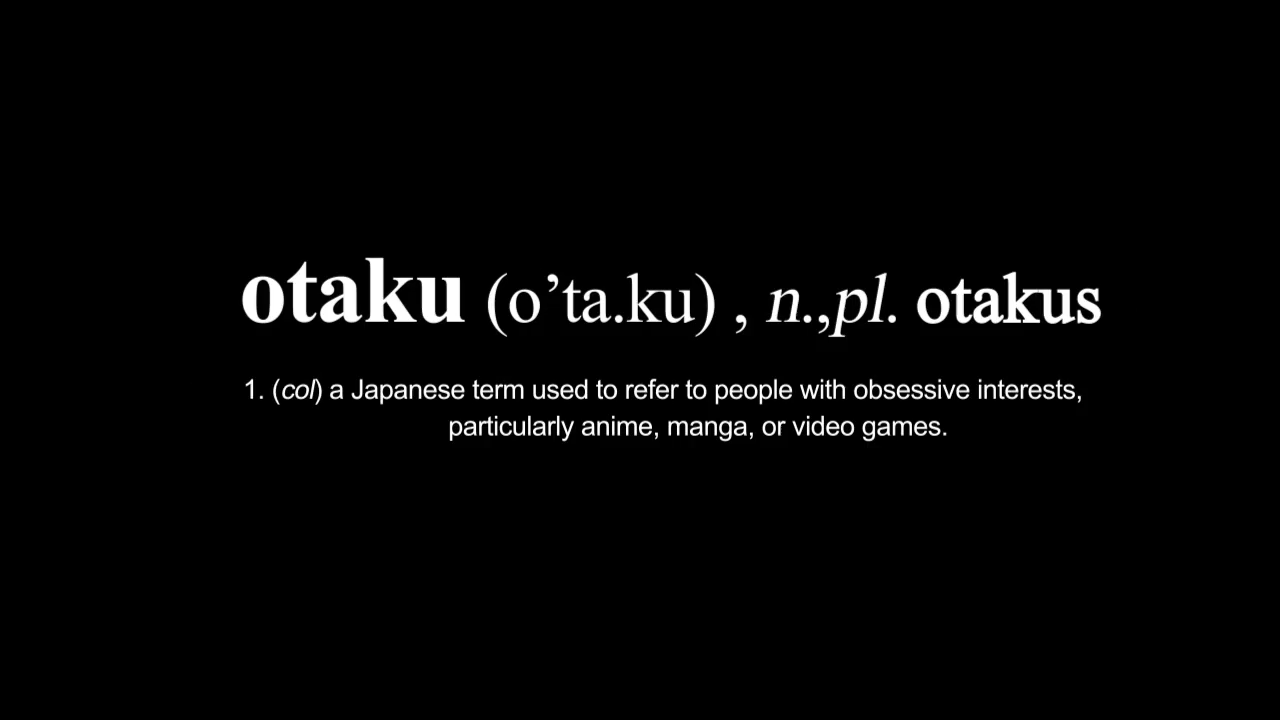 otaku (o’ta.ku) , n.,pl. otakus
1. (col) a Japanese term used to refer to people with obsessive interests,
particularly anime, manga, or video games.